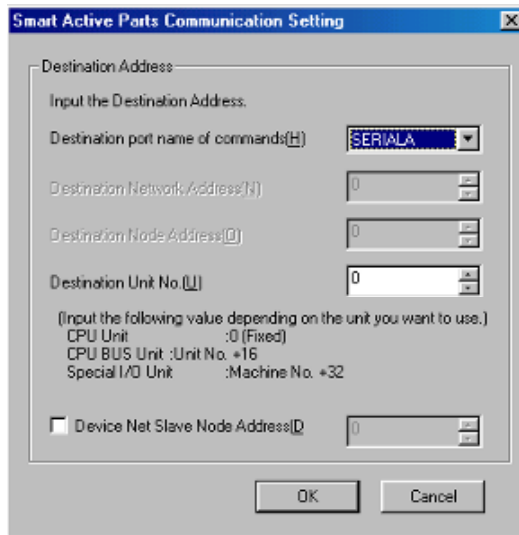 Smart Active Parts Communication Setting
Destination Address
Input the Destination Address.
Destination port name of commands(H) SERIALA
Destination Network Address(N) 0
Destination Node Address(O) 0
Destination Unit No.(U) 0
(Input the following value depending on the unit you want to use.)
CPU Unit :0 (Fixed)
CPU BUS Unit :Unit No. +16
Special I/O Unit :Machine No. +32
Device Net Slave Node Address(D 0
OK Cancel